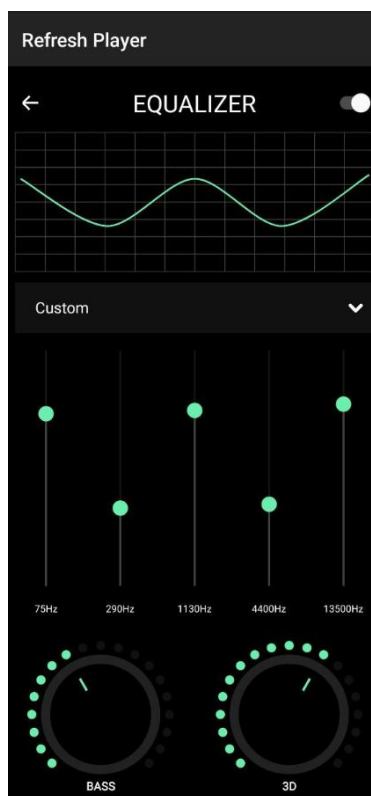 Refresh Player
EQUALIZER
Custom
75Hz 290Hz 1130Hz 4400Hz 13500Hz
BASS 3D